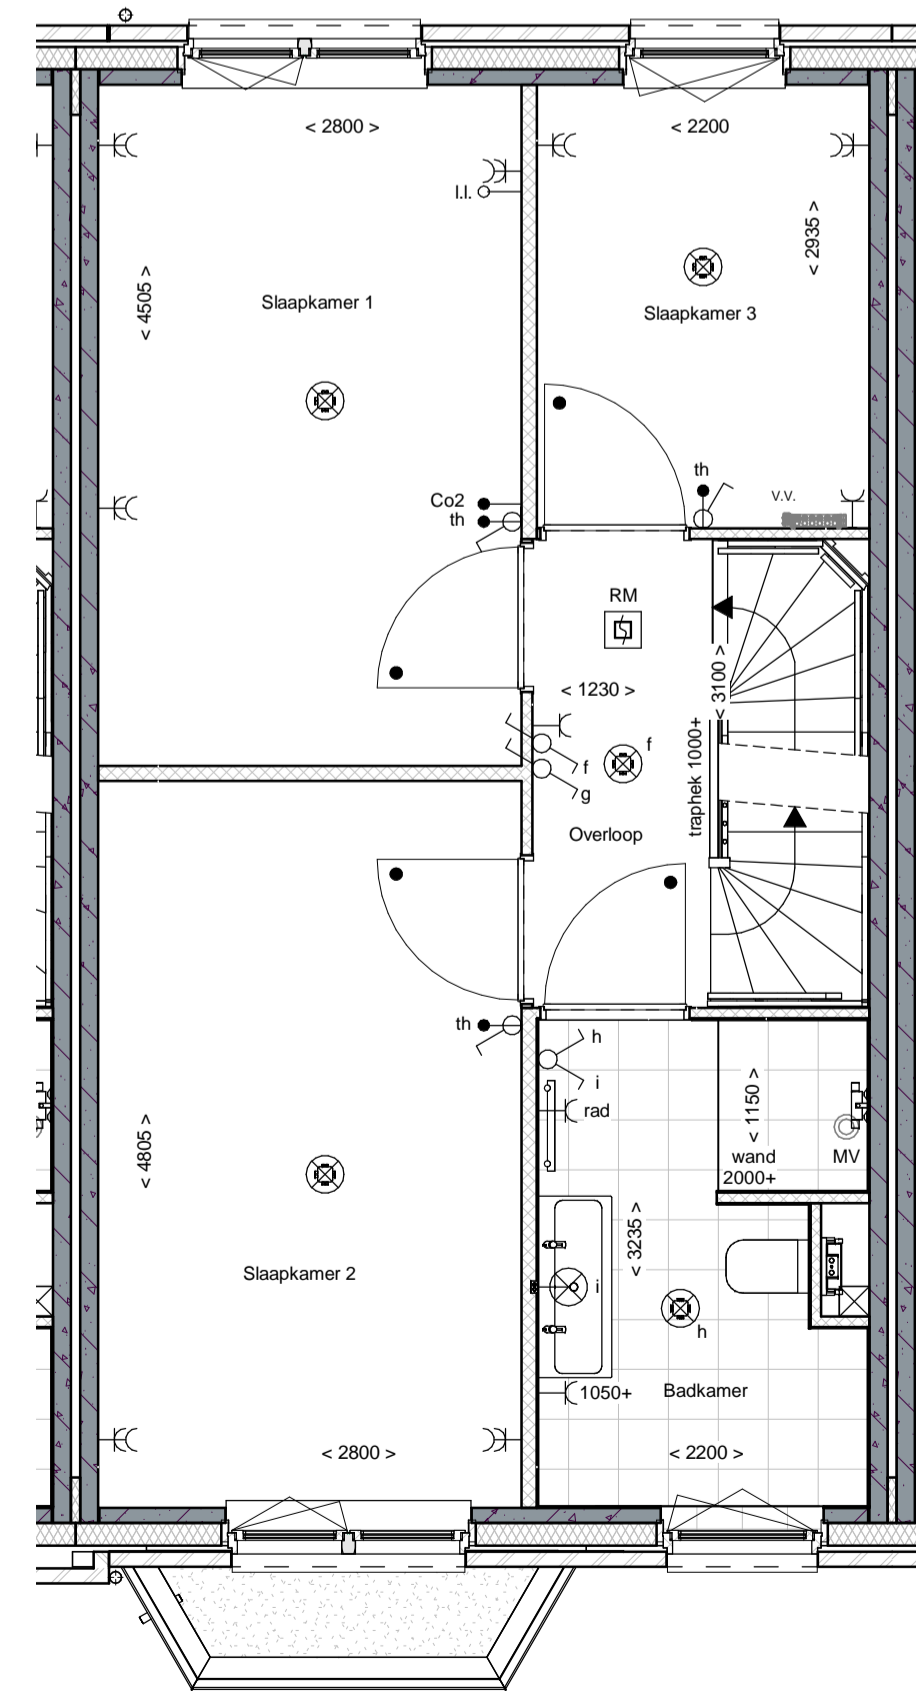 < 2800 >
< 2200
l.l.
< 2935 >
< 4505 >
Slaapkamer 1
Slaapkamer 3
th
v.v.
Co2
th
RM
< 1230 >
< 3100 >
traphek 1000+
f
f
g
Overloop
th
h
i
rad
< 1150 >
wand
2000+
MV
< 4805 >
< 3235 >
Slaapkamer 2
i
h
1050+
Badkamer
< 2800 >
< 2200 >